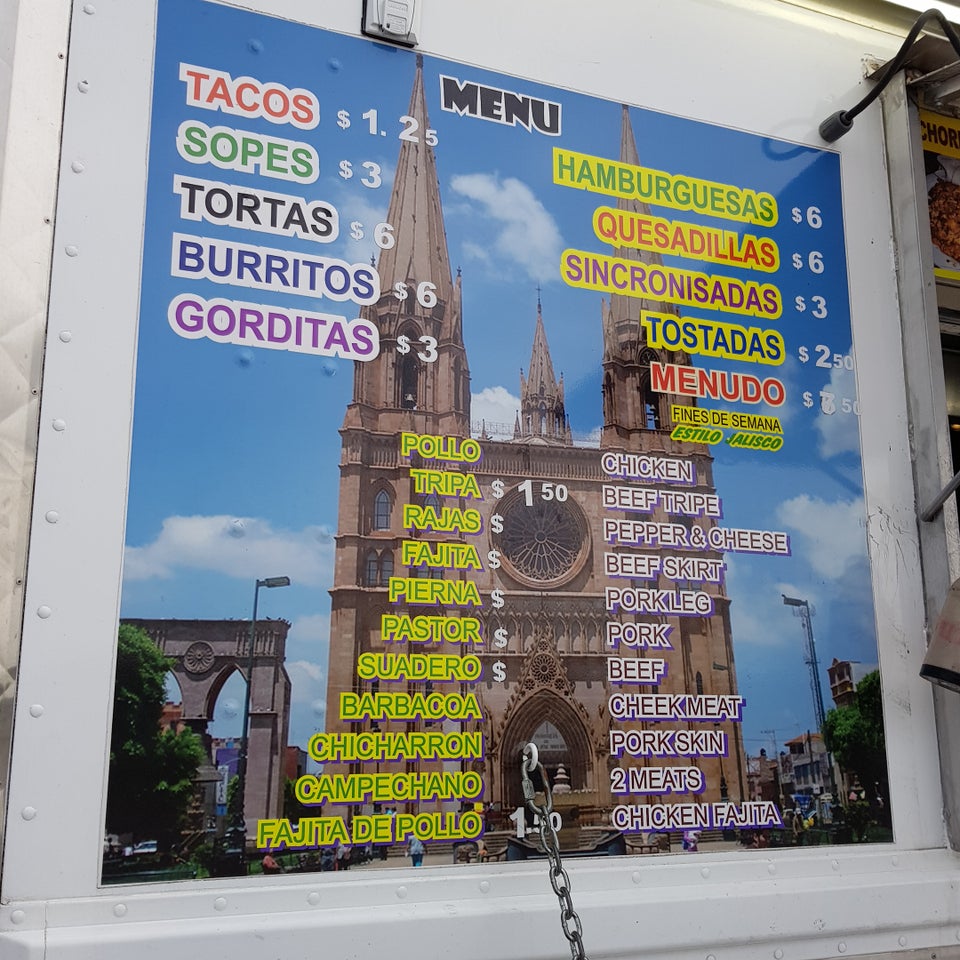 MENU
TACOS $ 1.25
SOPES $ 3
TORTAS $ 6
BURRITOS $ 6
GORDITAS $ 3
HAMBURGUESAS $ 6
QUESADILLAS $ 6
SINCRONISADAS $ 3
TOSTADAS $ 2 50
MENUDO $ 50
FINES DE SEMANA
ESTILO JALISCO
POLLO CHICKEN
TRIPA $ 1 50 BEEF TRIPE
RAJAS $ PEPPER & CHEESE
FAJITA $ BEEF SKIRT
PIERNA $ PORK LEG
PASTOR $ PORK
SUADERO $ BEEF
BARBACOA CHEEK MEAT
CHICHARRON PORK SKIN
CAMPECHANO 2 MEATS
FAJITA DE POLLO CHICKEN FAJITA